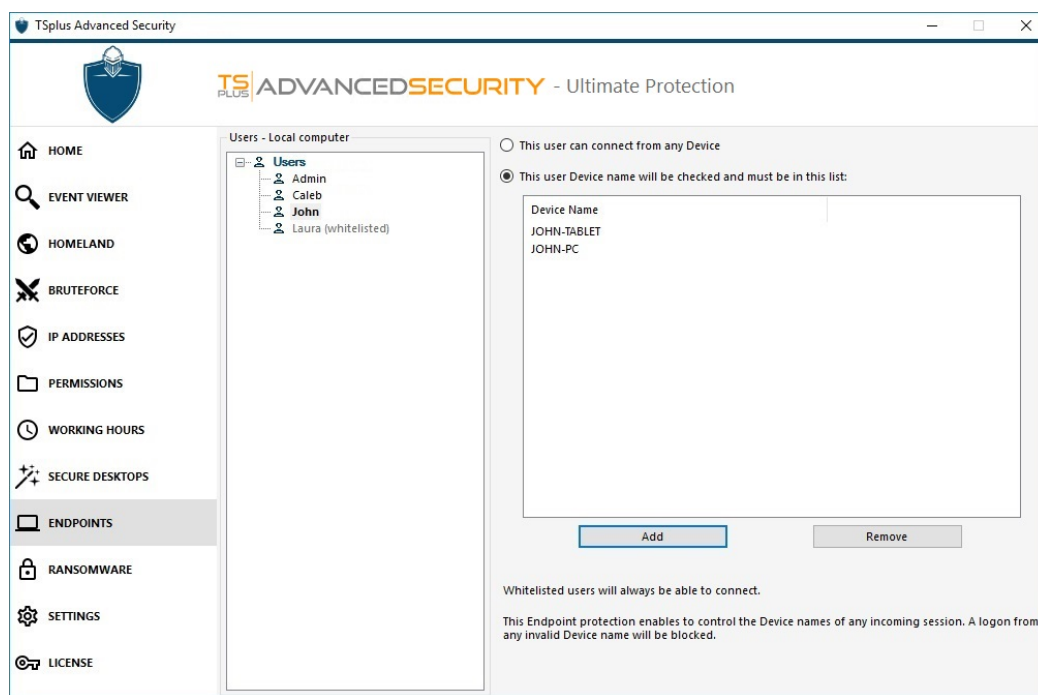 TSplus Advanced Security
TS PLUS ADVANCEDSECURITY - Ultimate Protection
HOME
EVENT VIEWER
HOMELAND
BRUTEFORCE
IP ADDRESSES
PERMISSIONS
WORKING HOURS
SECURE DESKTOPS
ENDPOINTS
RANSOMWARE
SETTINGS
LICENSE
Users - Local computer
Users
Admin
Caleb
John
Laura (whitelisted)
This user can connect from any Device
This user Device name will be checked and must be in this list:
Device Name
JOHN-TABLET
JOHN-PC
Add
Remove
Whitelisted users will always be able to connect.
This Endpoint protection enables to control the Device names of any incoming session. A logon from
any invalid Device name will be blocked.